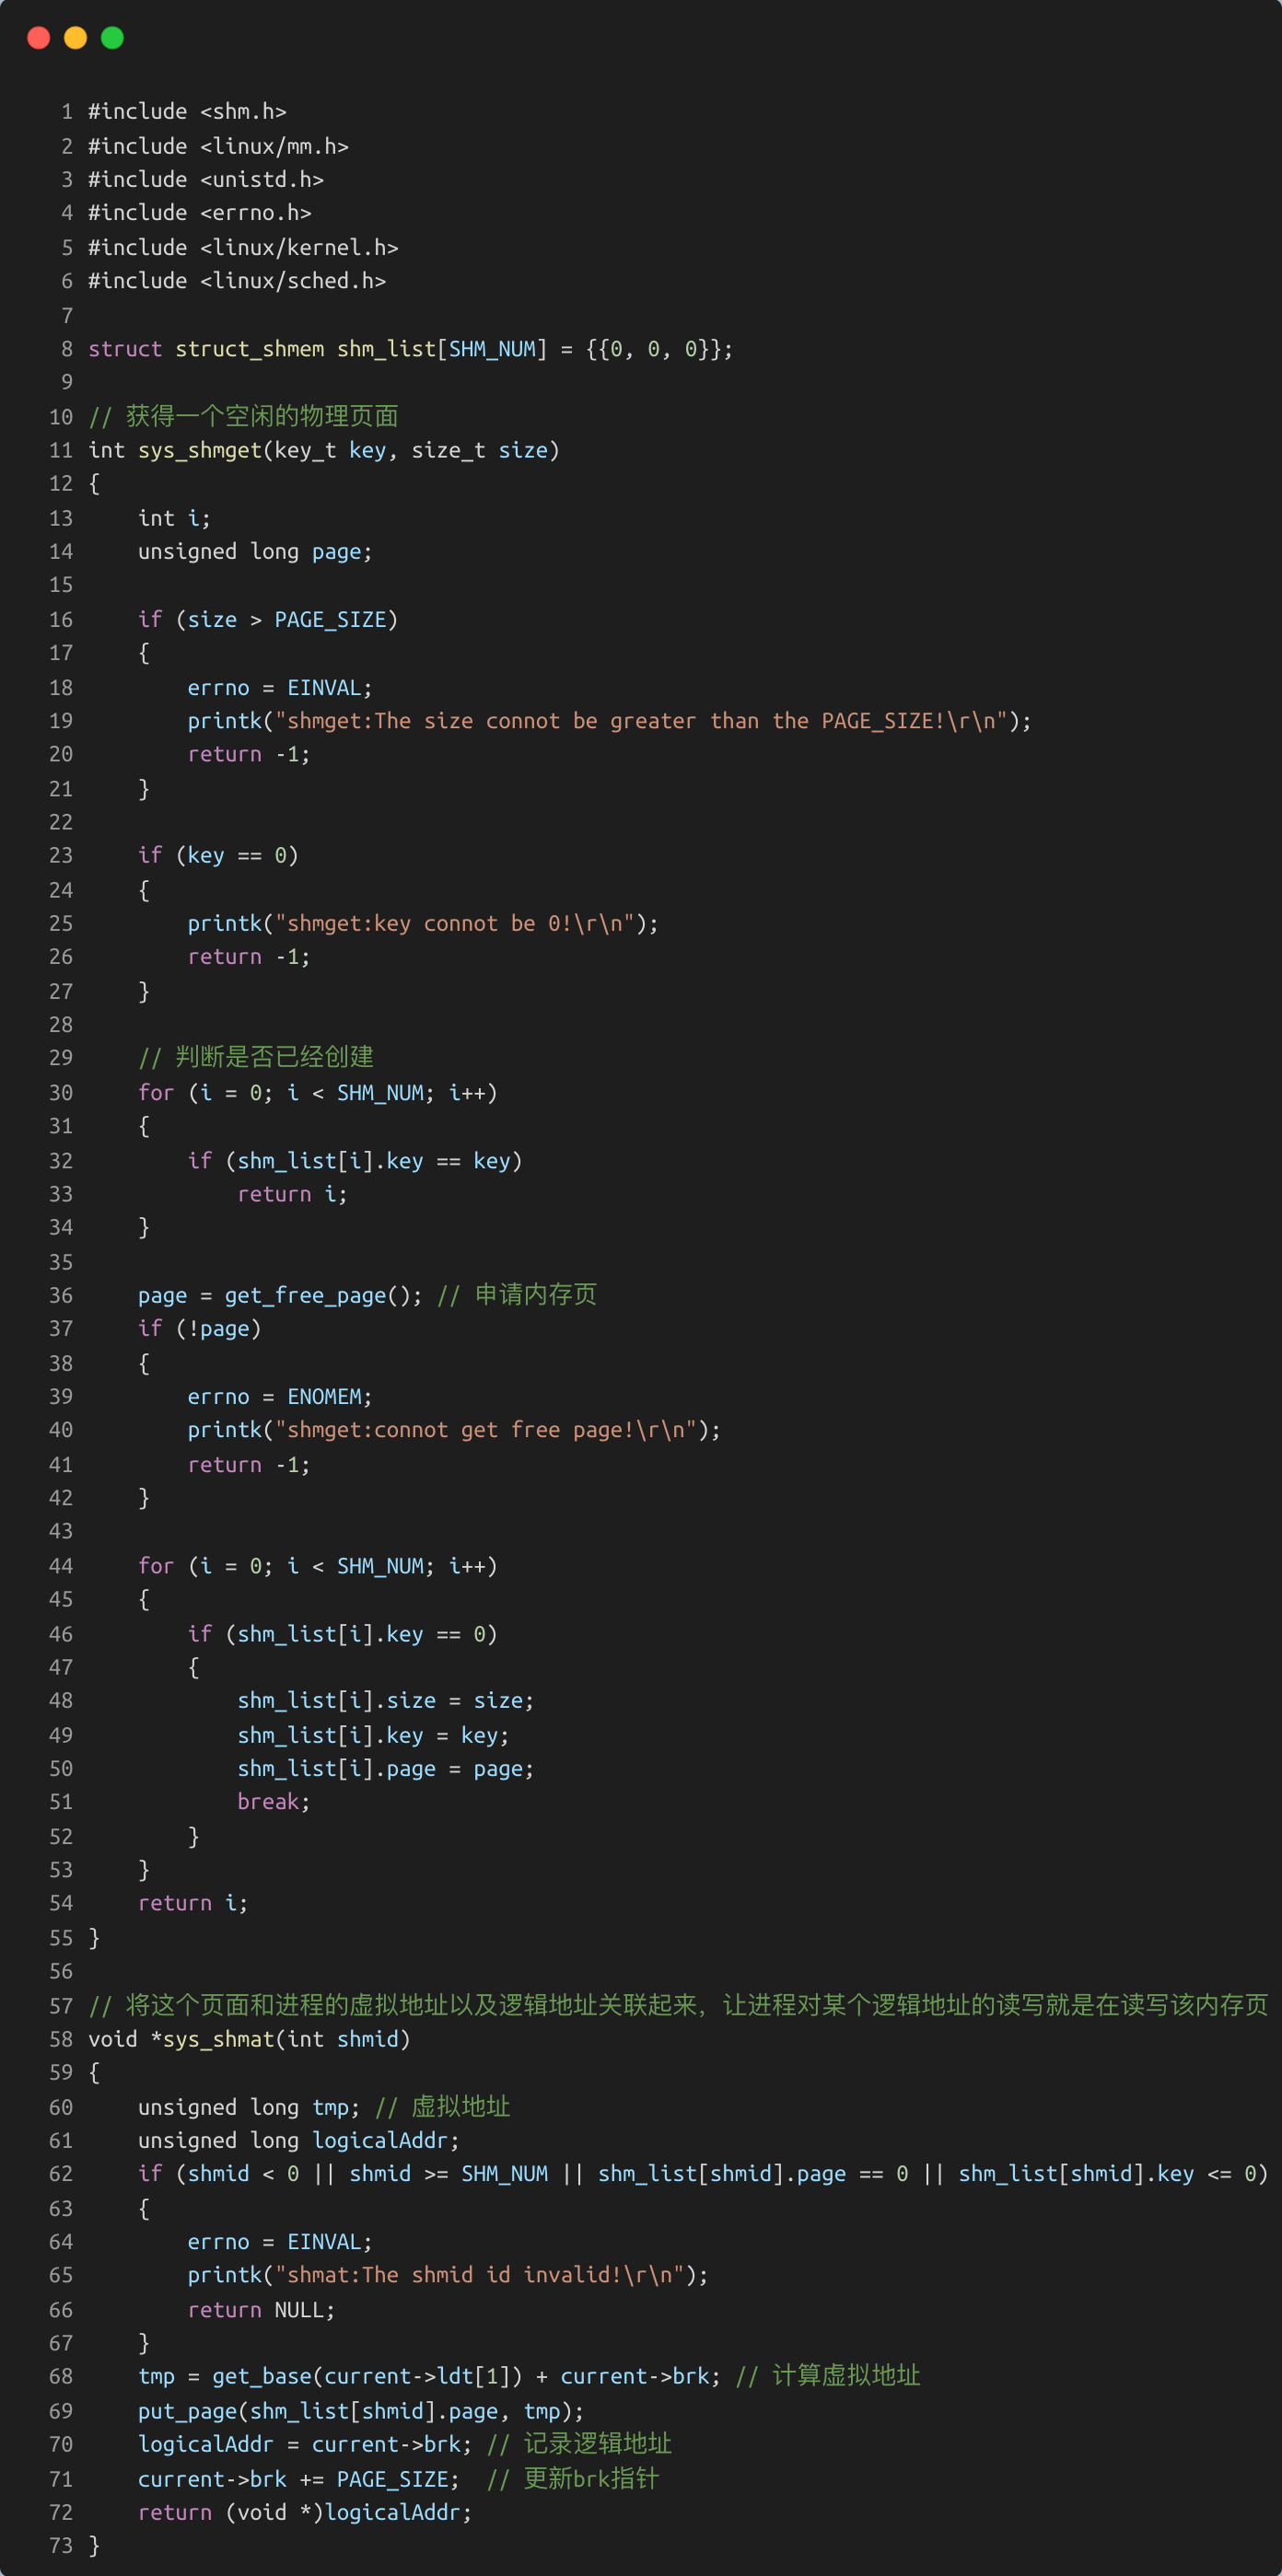 1 #include <shm.h>
2 #include <linux/mm.h>
3 #include <unistd.h>
4 #include <errno.h>
5 #include <linux/kernel.h>
6 #include <linux/sched.h>
7
8 struct struct_shmem shm_list[SHM_NUM] = {{0, 0, 0}};
9
10 // 获得一个空闲的物理页面
11 int sys_shmget(key_t key, size_t size)
12 {
13     int i;
14     unsigned long page;
15
16     if (size > PAGE_SIZE)
17     {
18         errno = EINVAL;
19         printk("shmget:The size connot be greater than the PAGE_SIZE!\r\n");
20         return -1;
21     }
22
23     if (key == 0)
24     {
25         printk("shmget:key connot be 0!\r\n");
26         return -1;
27     }
28
29     // 判断是否已经创建
30     for (i = 0; i < SHM_NUM; i++)
31     {
32         if (shm_list[i].key == key)
33             return i;
34     }
35
36     page = get_free_page(); // 申请内存页
37     if (!page)
38     {
39         errno = ENOMEM;
40         printk("shmget:connot get free page!\r\n");
41         return -1;
42     }
43
44     for (i = 0; i < SHM_NUM; i++)
45     {
46         if (shm_list[i].key == 0)
47         {
48             shm_list[i].size = size;
49             shm_list[i].key = key;
50             shm_list[i].page = page;
51             break;
52         }
53     }
54     return i;
55 }
56
57 // 将这个页面和进程的虚拟地址以及逻辑地址关联起来，让进程对某个逻辑地址的读写就是在读写该内存页
58 void *sys_shmat(int shmid)
59 {
60     unsigned long tmp; // 虚拟地址
61     unsigned long logicalAddr;
62     if (shmid < 0 || shmid >= SHM_NUM || shm_list[shmid].page == 0 || shm_list[shmid].key <= 0)
63     {
64         errno = EINVAL;
65         printk("shmat:The shmid id invalid!\r\n");
66         return NULL;
67     }
68     tmp = get_base(current->ldt[1]) + current->brk; // 计算虚拟地址
69     put_page(shm_list[shmid].page, tmp);
70     logicalAddr = current->brk; // 记录逻辑地址
71     current->brk += PAGE_SIZE;  // 更新brk指针
72     return (void *)logicalAddr;
73 }